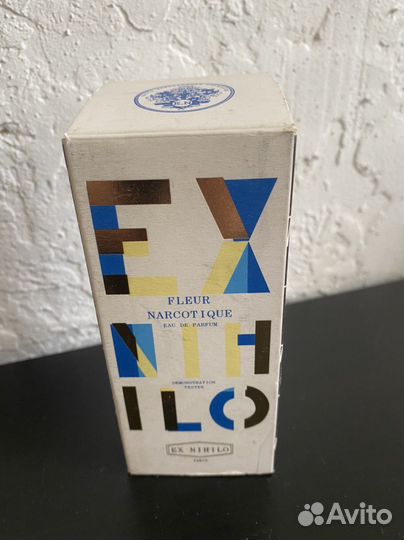 EX
FLEUR
NARCOTIQUE
EAU DE PARFUM
NIH
DEMONSTRATION
TESTER
ILO
EX NIHILO
PARIS
Avito